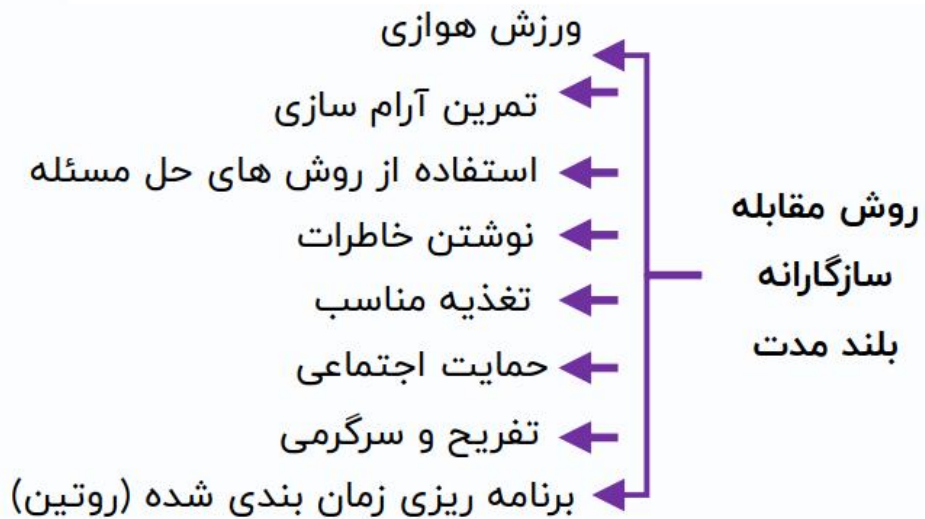 روش مقابله
سازگارانه
بلند مدت
ورزش هوازی
تمرین آرام سازی
استفاده از روش های حل مسئله
نوشتن خاطرات
تغذیه مناسب
حمایت اجتماعی
تفریح و سرگرمی
برنامه ریزی زمان بندی شده (روتین)